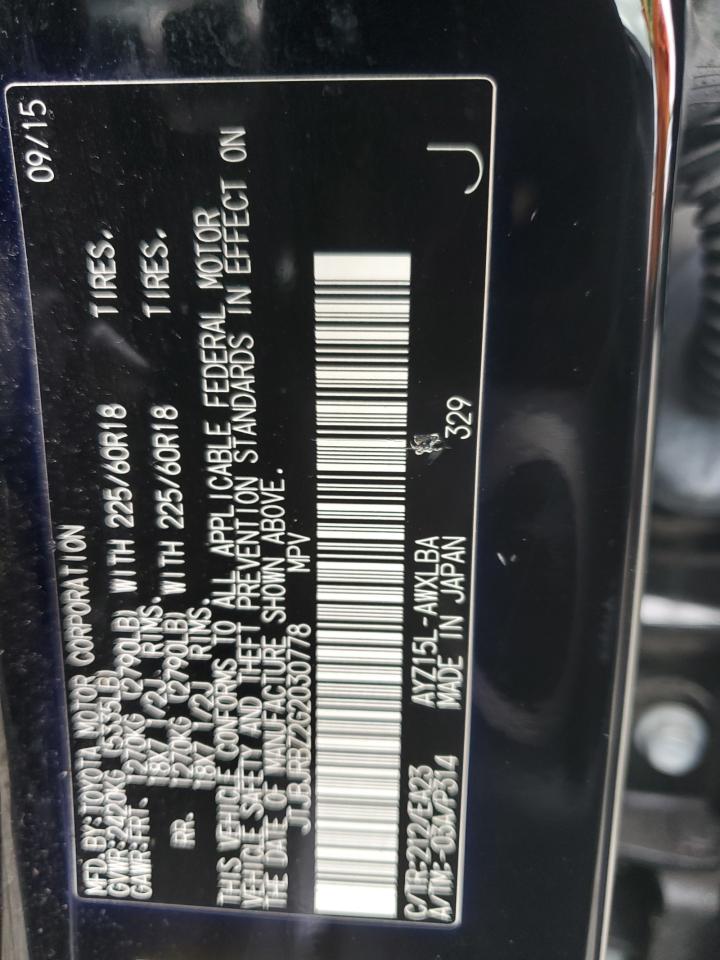 MFD. BY:TOYOTA MOTOR CORPORATION 09/15
GVWR:2420KG (5335LB)
GAWR:FRT. 1270KG (2790LB) WITH 225/60R18 TIRES.
18X7 1/2J RIMS.
RR. 1270KG (2790LB) WITH 225/60R18 TIRES.
18X7 1/2J RIMS.
THIS VEHICLE CONFORMS TO ALL APPLICABLE FEDERAL MOTOR
VEHICLE SAFETY AND THEFT PREVENTION STANDARDS IN EFFECT ON
THE DATE OF MANUFACTURE SHOWN ABOVE.
JTJBJRBZ2G2030778 MPV
C/TR:212/EA23 AYZ15L-AWXLBA
A/TM:-03A/P314 MADE IN JAPAN 329
J